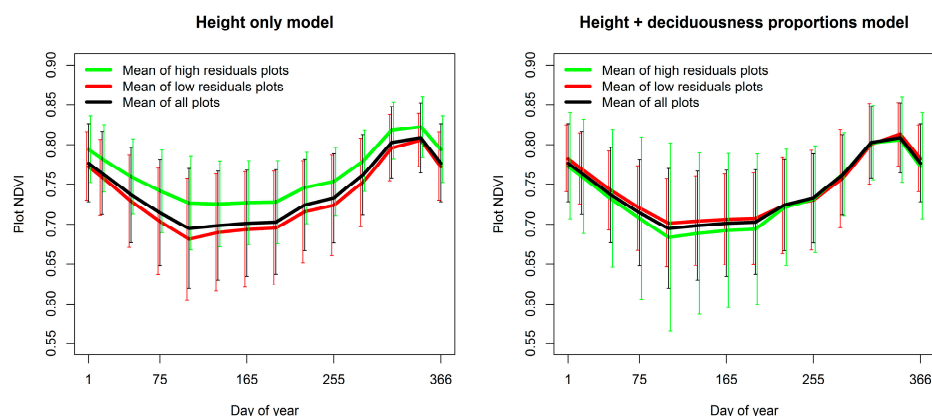 Height only model
Mean of high residuals plots
Mean of low residuals plots
Mean of all plots
Plot NDVI
0.90
0.85
0.80
0.75
0.70
0.65
0.60
0.55
1
75
165
255
366
Day of year
Height + deciduousness proportions model
Mean of high residuals plots
Mean of low residuals plots
Mean of all plots
Plot NDVI
0.90
0.85
0.80
0.75
0.70
0.65
0.60
0.55
1
75
165
255
366
Day of year